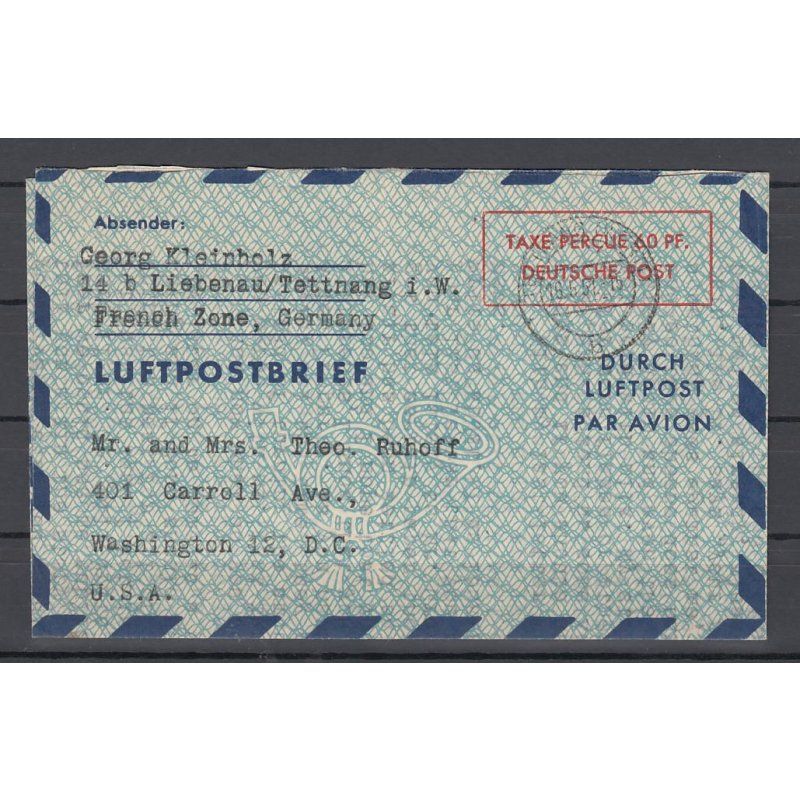 Absender:
Georg Kleinholz
14 b Liebenau/Tettnang i.W.
French Zone, Germany
TAXE PERCUE 60 PF.
DEUTSCHE POST
LUFTPOSTBRIEF
DURCH
LUFTPOST
PAR AVION
Mr. and Mrs. Theo. Ruhoff
401 Carroll Ave.,
Washington 12, D.C.
U.S.A.
b